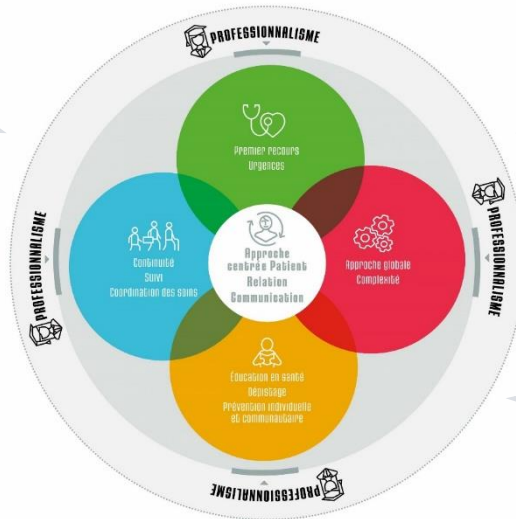 PROFESSIONNALISME
Premier recours
Urgences
PROFESSIONNALISME
Continuité
Suivi
Coordination des soins
Approche
centrée Patient
Relation
Communication
Approche globale
Complexité
PROFESSIONNALISME
Éducation en santé
Dépistage
Prévention individuelle
et communautaire
PROFESSIONNALISME